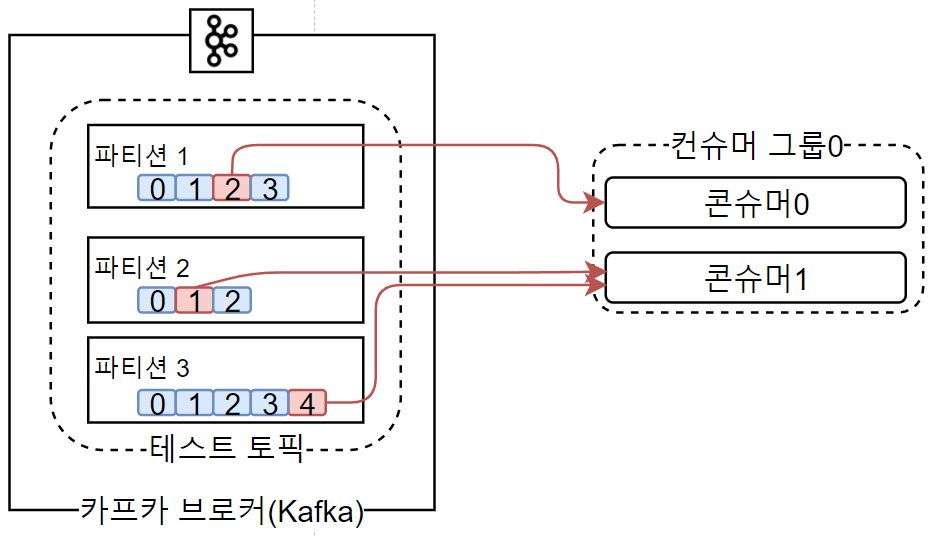 파티션 1
0 1 2 3
파티션 2
0 1 2
파티션 3
0 1 2 3 4
테스트 토픽
카프카 브로커(Kafka)
컨슈머 그룹0
콘슈머0
콘슈머1